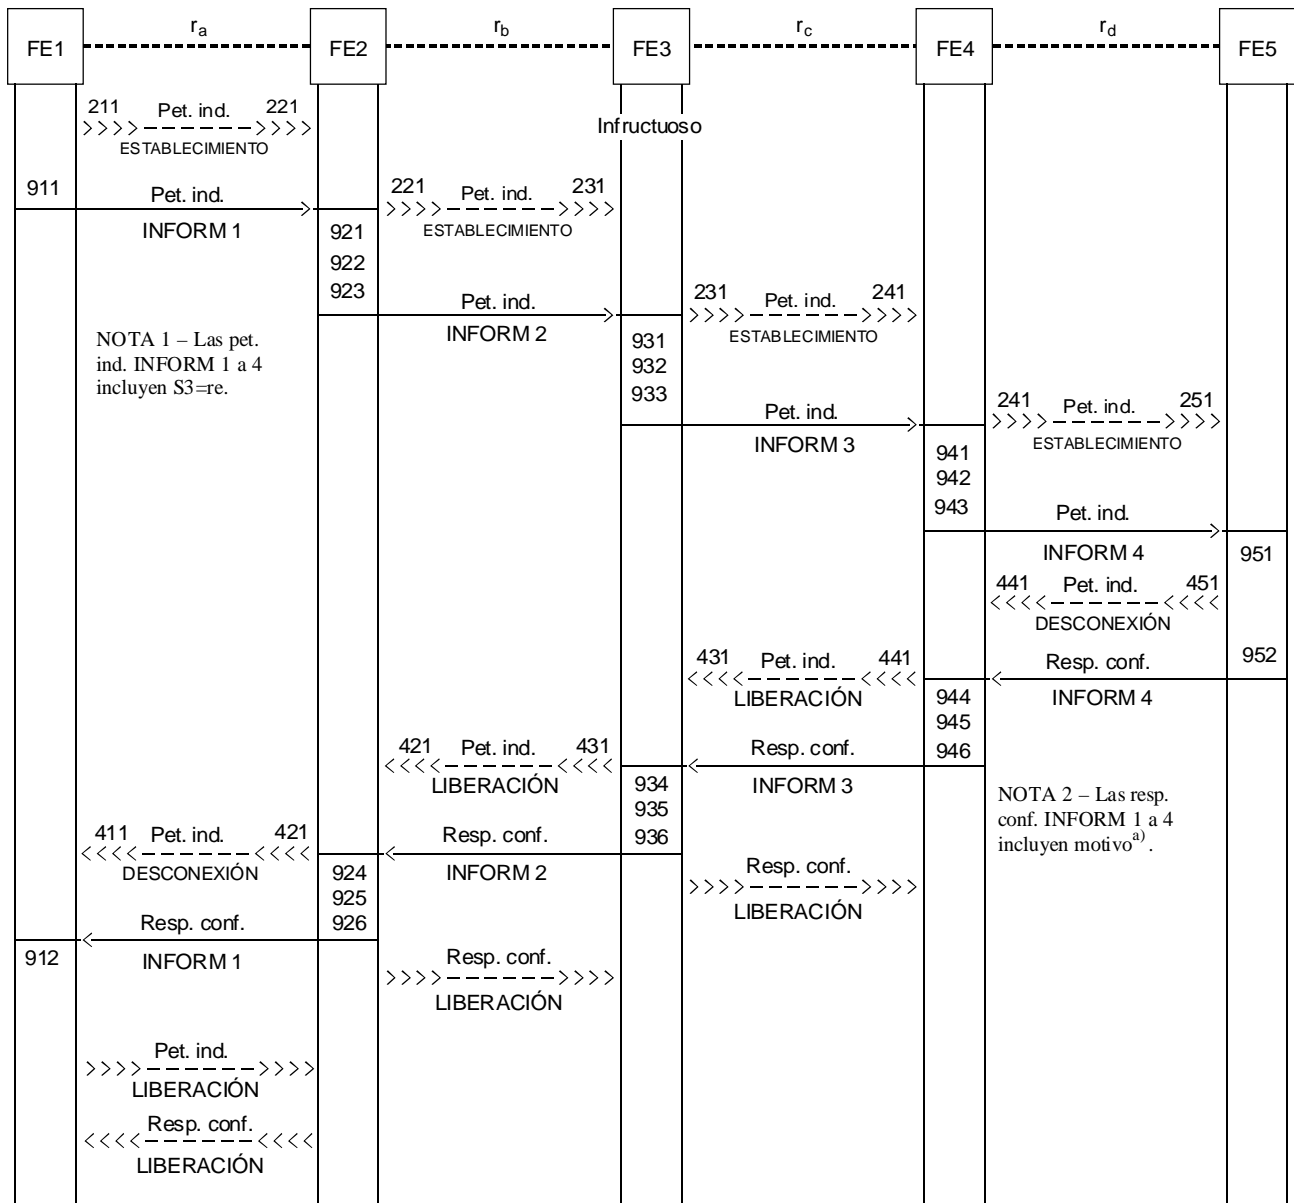 FE1 ra FE2 rb FE3 rc FE4 rd FE5
211 Pet. ind. 221
ESTABLECIMIENTO
Infructuoso
911 Pet. ind.
INFORM 1
221 Pet. ind. 231
ESTABLECIMIENTO
921
922
923
Pet. ind.
INFORM 2
231 Pet. ind. 241
ESTABLECIMIENTO
NOTA 1 – Las pet.
ind. INFORM 1 a 4
incluyen S3=re.
931
932
933
Pet. ind.
INFORM 3
241 Pet. ind. 251
ESTABLECIMIENTO
941
942
943
Pet. ind.
INFORM 4
951
441 Pet. ind. 451
DESCONEXIÓN
431 Pet. ind. 441
LIBERACIÓN
Resp. conf. 952
INFORM 4
944
945
946
421 Pet. ind. 431
LIBERACIÓN
Resp. conf.
INFORM 3
934
935
936
NOTA 2 – Las resp.
conf. INFORM 1 a 4
incluyen motivo a).
411 Pet. ind. 421
DESCONEXIÓN
Resp. conf.
INFORM 2
924
925
926
Resp. conf.
LIBERACIÓN
Resp. conf.
INFORM 1
912
Resp. conf.
LIBERACIÓN
Pet. ind.
LIBERACIÓN
Resp. conf.
LIBERACIÓN